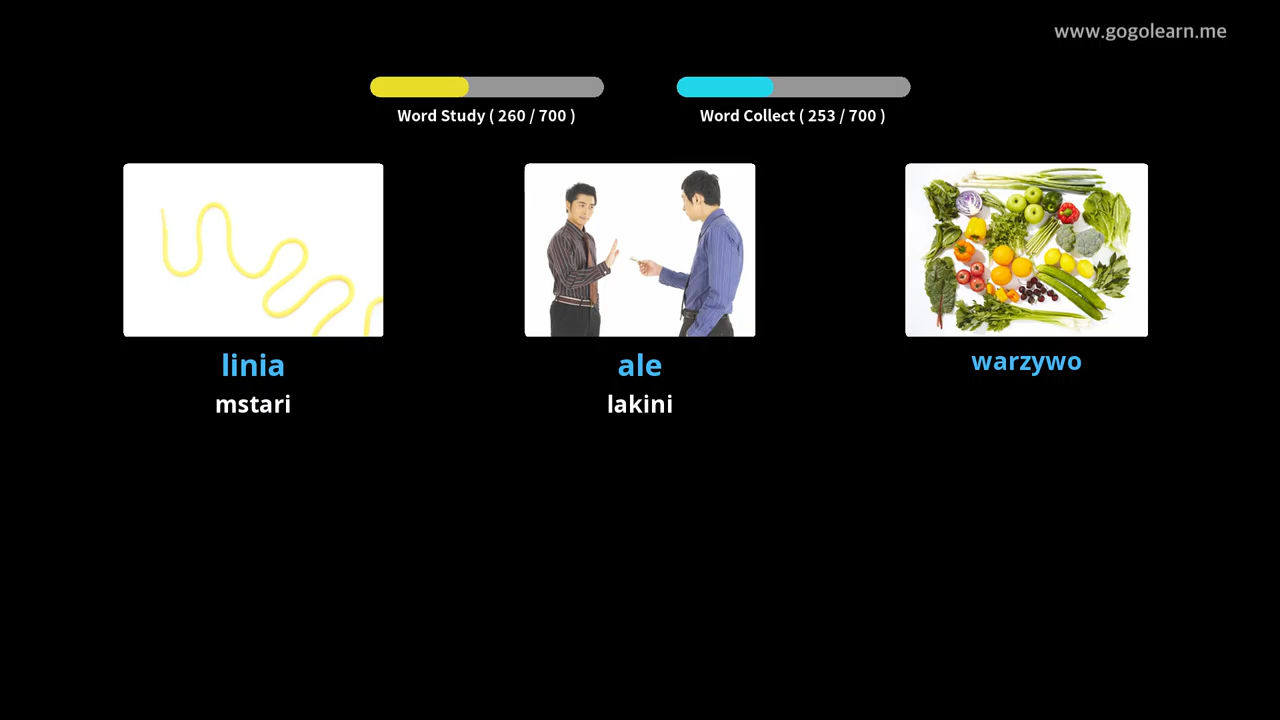 www.gogolearn.me
Word Study ( 260 / 700 )
Word Collect ( 253 / 700 )
linia
ale
warzywo
mstari
lakini